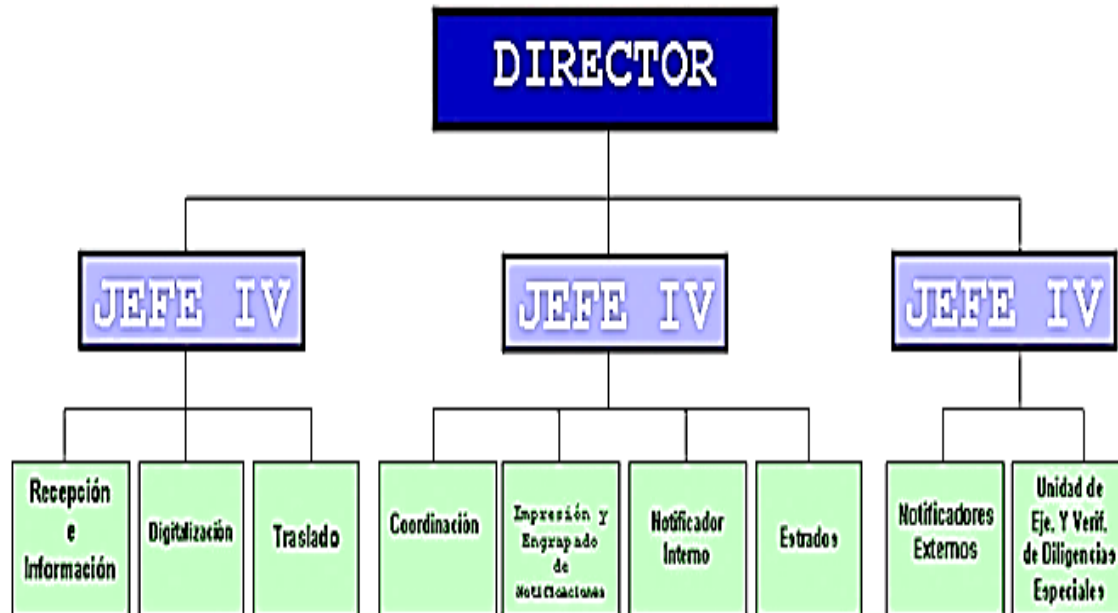 DIRECTOR
JEFE IV
JEFE IV
JEFE IV
Recepción
e
Información
Digitalización
Traslado
Coordinación
Impresión y
Engrapado
de
Notificaciones
Notificador
Interno
Estrados
Notificadores
Externos
Unidad de
Eje. Y Verif.
de Diligencias
Especiales